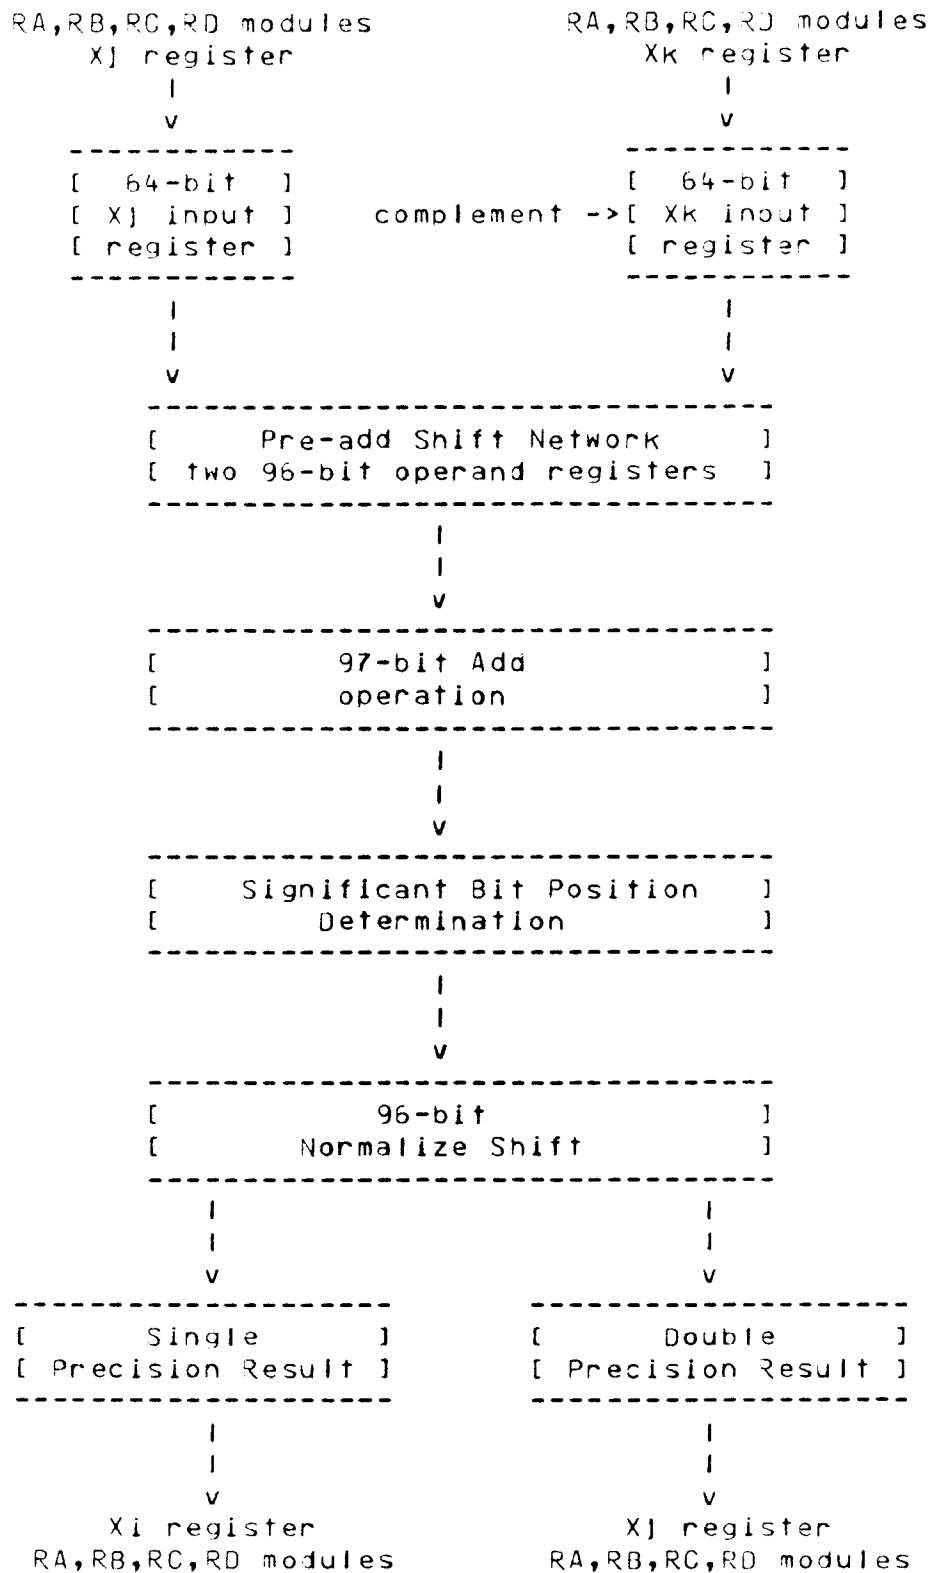 RA,RB,RC,RD modules RA,RB,RC,RD modules
Xj register Xk register
| |
v v
------------ ------------
[ 64-bit ] [ 64-bit ]
[ Xj input ] complement ->[ Xk input ]
[ register ] [ register ]
------------ ------------
| |
| |
v v
---------------------------------
[ Pre-add Shift Network ]
[ two 96-bit operand registers ]
---------------------------------
|
|
v
---------------------------------
[ 97-bit Add ]
[ operation ]
---------------------------------
|
|
v
---------------------------------
[ Significant Bit Position ]
[ Determination ]
---------------------------------
|
|
v
---------------------------------
[ 96-bit ]
[ Normalize Shift ]
---------------------------------
| |
| |
v v
-------------------- --------------------
[ Single ] [ Double ]
[ Precision Result ] [ Precision Result ]
-------------------- --------------------
| |
| |
v v
Xi register Xj register
RA,RB,RC,RD modules RA,RB,RC,RD modules